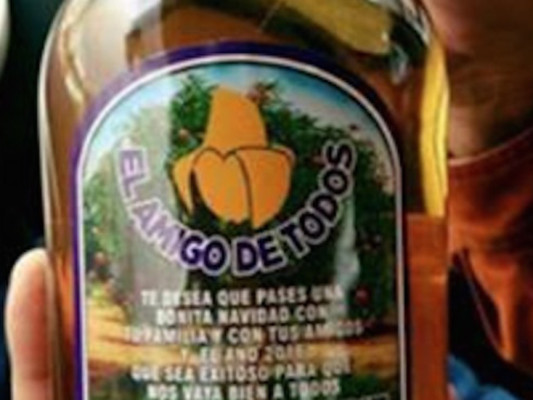 EL AMIGO DE TODOS
TE DESEA QUE PASES UNA
BONITA NAVIDAD CON
TU FAMILIA Y CON TUS AMIGOS
Y EL AÑO
QUE SEA EXITOSO PARA QUE
NOS VAYA BIEN A TODOS